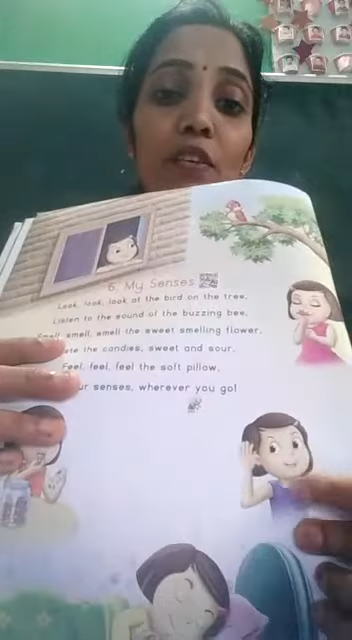 6. My Senses
Look, look, look at the bird on the tree,
Listen to the sound of the buzzing bee,
Smell, smell, smell the sweet smelling flower,
the candies, sweet and sour,
Feel, feel, feel the soft pillow,
senses, wherever you go!